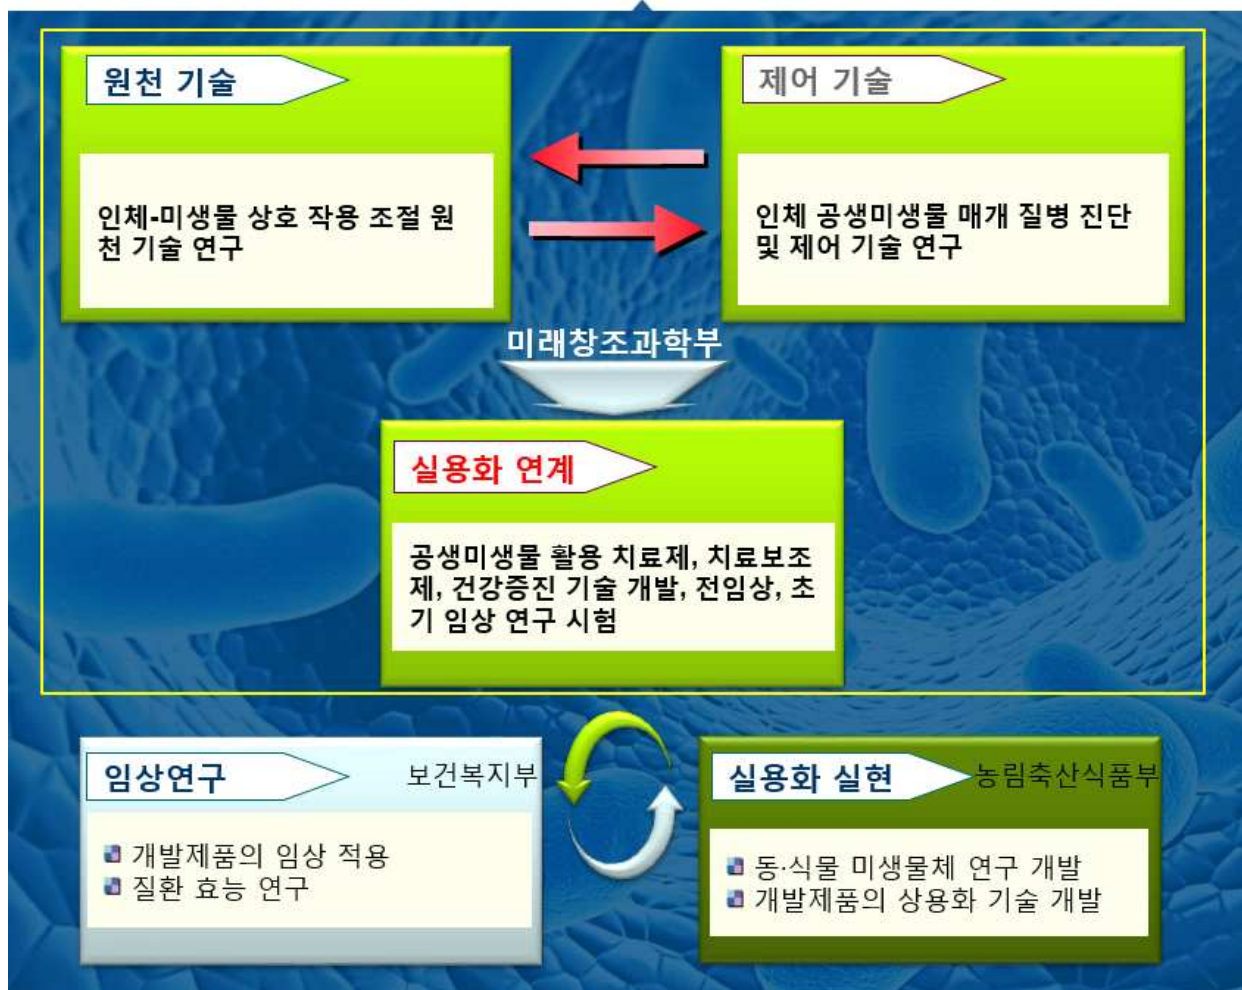 원천 기술
제어 기술
인체-미생물 상호 작용 조절 원
천 기술 연구
인체 공생미생물 매개 질병 진단
및 제어 기술 연구
미래창조과학부
실용화 연계
공생미생물 활용 치료제, 치료보조
제, 건강증진 기술 개발, 전임상, 초
기 임상 연구 시험
임상연구
보건복지부
개발제품의 임상 적용
질환 효능 연구
실용화 실현
농림축산식품부
동·식물 미생물체 연구 개발
개발제품의 상용화 기술 개발